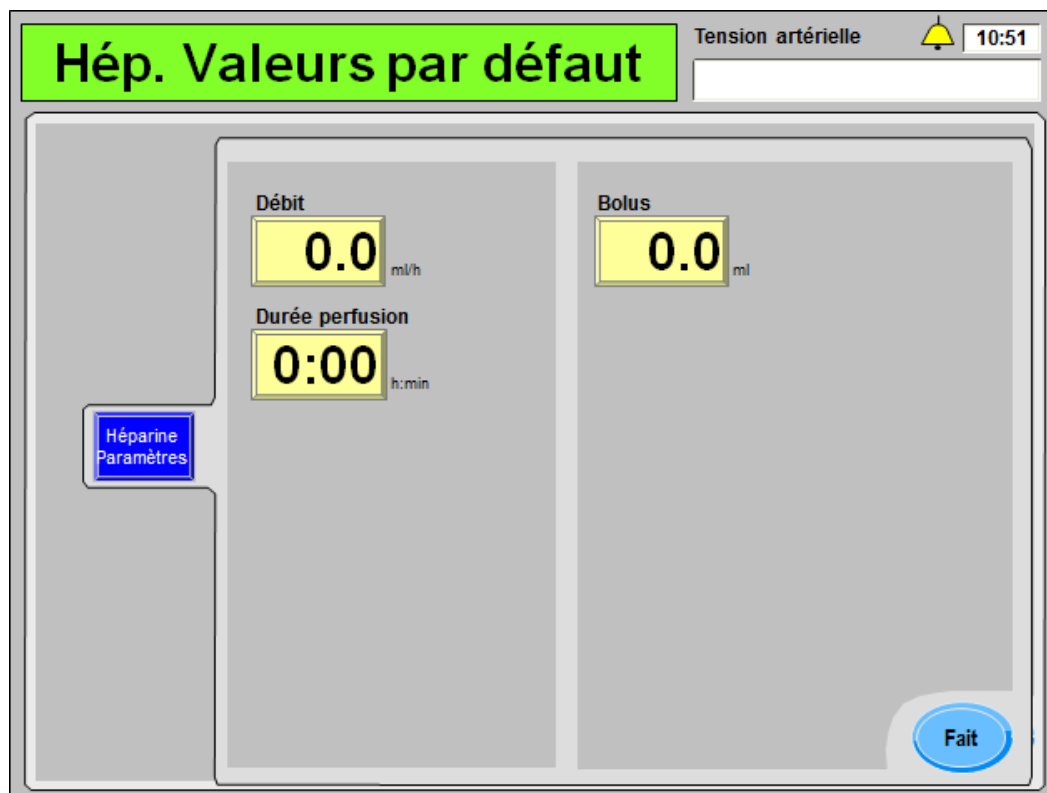 Hép. Valeurs par défaut
Tension artérielle
10:51
Débit
0.0 ml/h
Durée perfusion
0:00 h:min
Bolus
0.0 ml
Héparine
Paramètres
Fait